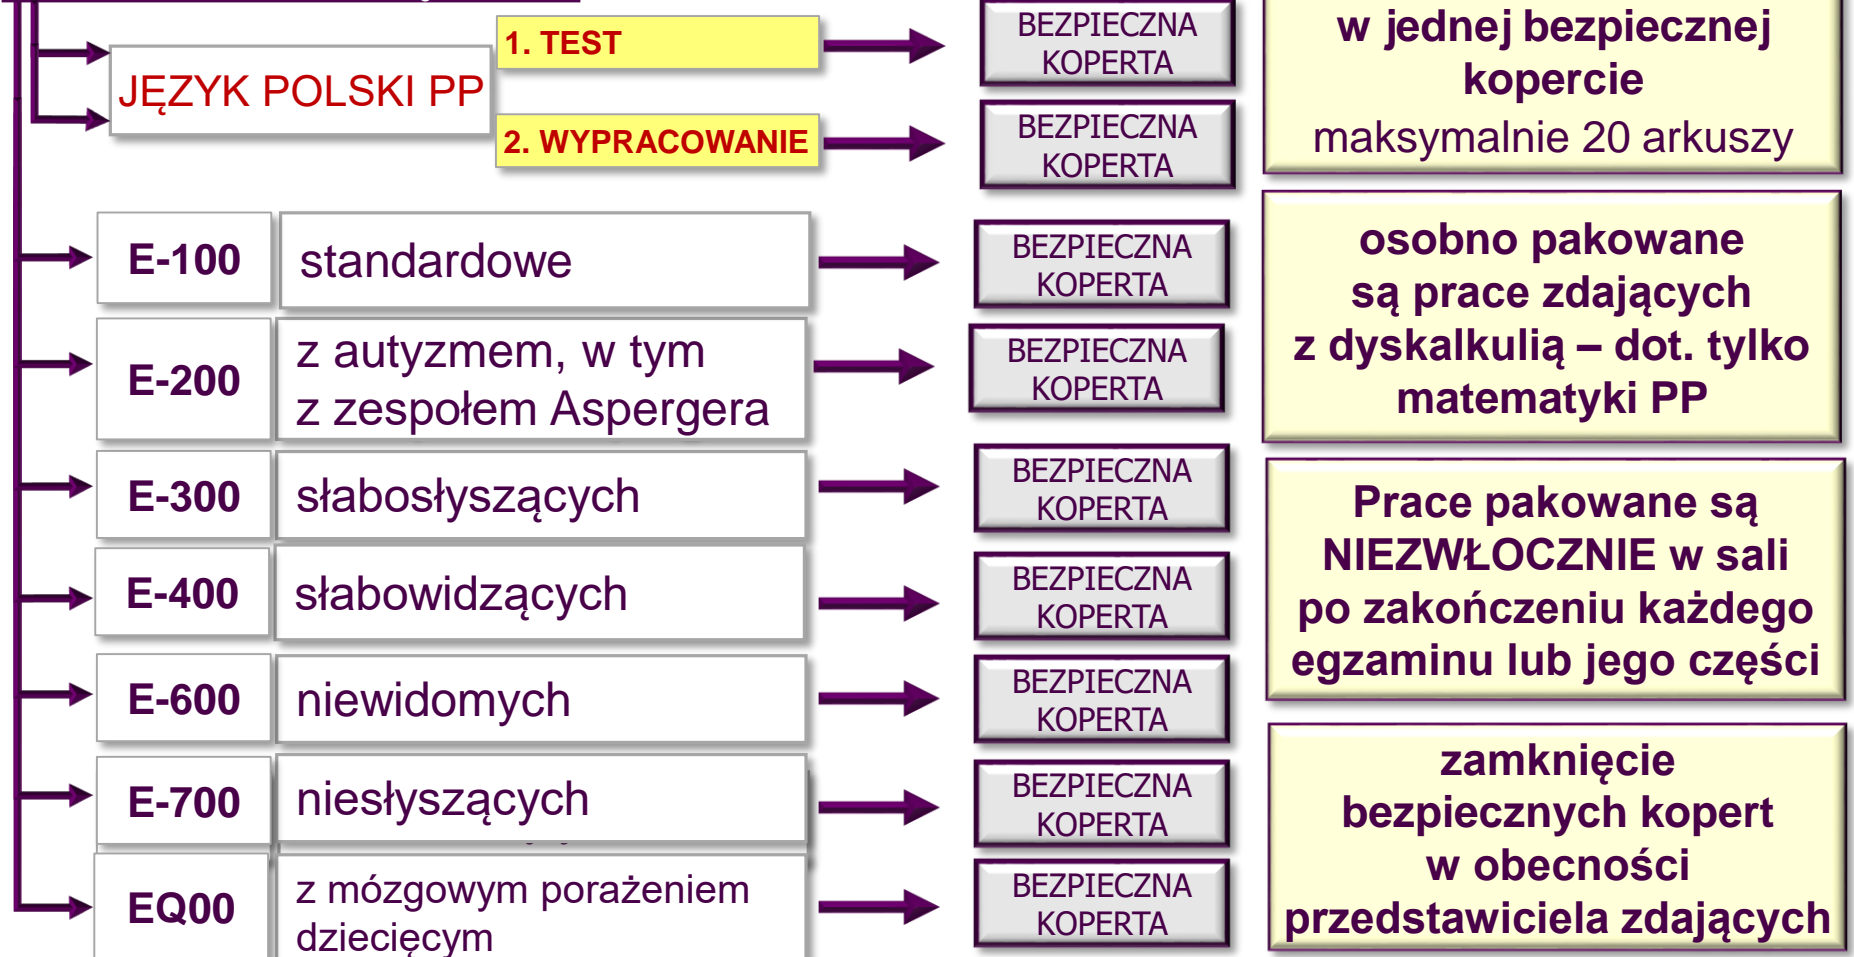 JĘZYK POLSKI PP
1. TEST
BEZPIECZNA
KOPERTA
2. WYPRACOWANIE
BEZPIECZNA
KOPERTA
E-100
standardowe
BEZPIECZNA
KOPERTA
E-200
z autyzmem, w tym
z zespołem Aspergera
BEZPIECZNA
KOPERTA
E-300
słabosłyszących
BEZPIECZNA
KOPERTA
E-400
słabowidzących
BEZPIECZNA
KOPERTA
E-600
niewidomych
BEZPIECZNA
KOPERTA
E-700
niesłyszących
BEZPIECZNA
KOPERTA
EQ00
z mózgowym porażeniem
dziecięcym
BEZPIECZNA
KOPERTA
w jednej bezpiecznej
kopercie
maksymalnie 20 arkuszy
osobno pakowane
są prace zdających
z dyskalkulią – dot. tylko
matematyki PP
Prace pakowane są
NIEZWŁOCZNIE w sali
po zakończeniu każdego
egzaminu lub jego części
zamknięcie
bezpiecznych kopert
w obecności
przedstawiciela zdających